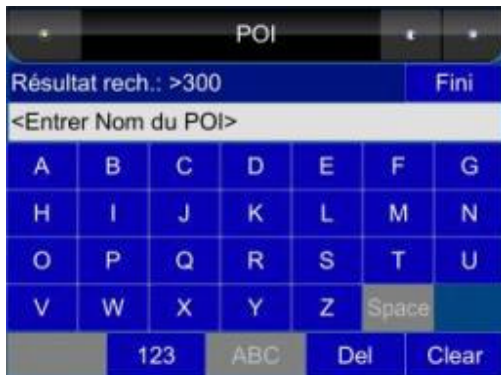 POI
Résultat rech.: >300 Fini
<Entrer Nom du POI>
A B C D E F G
H I J K L M N
O P Q R S T U
V W X Y Z Space
123 ABC Del Clear